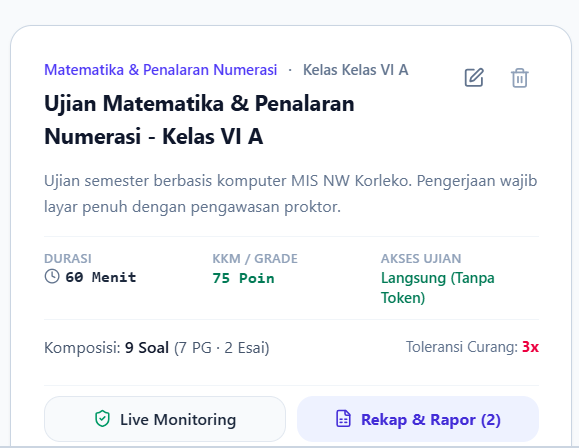 Matematika & Penalaran Numerasi · Kelas Kelas VI A
Ujian Matematika & Penalaran
Numerasi - Kelas VI A
Ujian semester berbasis komputer MIS NW Korleko. Pengerjaan wajib
layar penuh dengan pengawasan proktor.
DURASI KKM / GRADE AKSES UJIAN
60 Menit 75 Poin Langsung (Tanpa
Token)
Komposisi: 9 Soal (7 PG · 2 Esai) Toleransi Curang: 3x
Live Monitoring Rekap & Rapor (2)